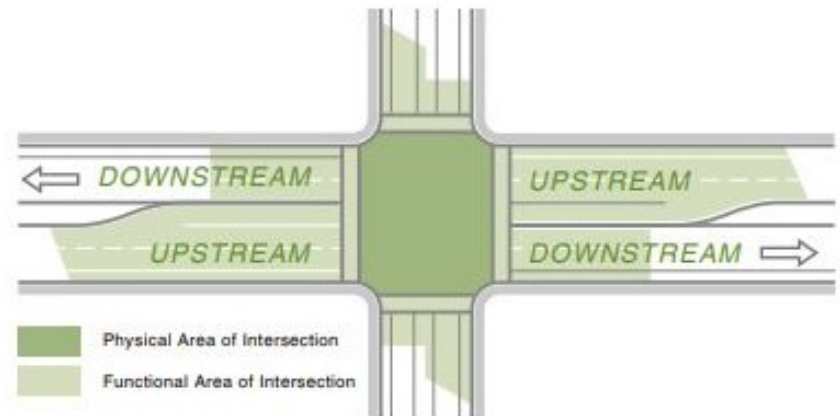 DOWNSTREAM
UPSTREAM
UPSTREAM
DOWNSTREAM
Physical Area of Intersection
Functional Area of Intersection